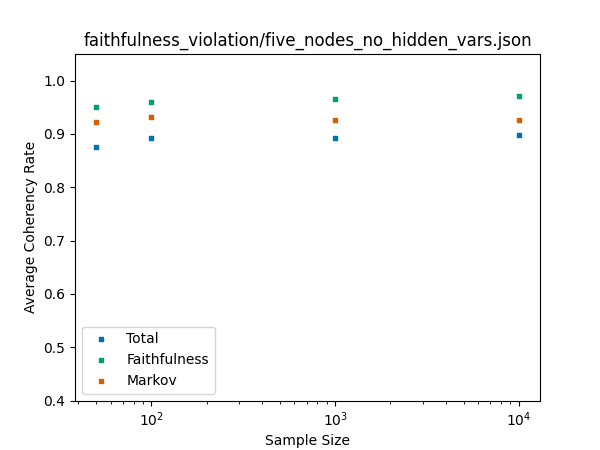 faithfulness_violation/five_nodes_no_hidden_vars.json
1.0
0.9
0.8
0.7
0.6
0.5
0.4
Average Coherency Rate
Total
Faithfulness
Markov
10²
10³
10⁴
Sample Size